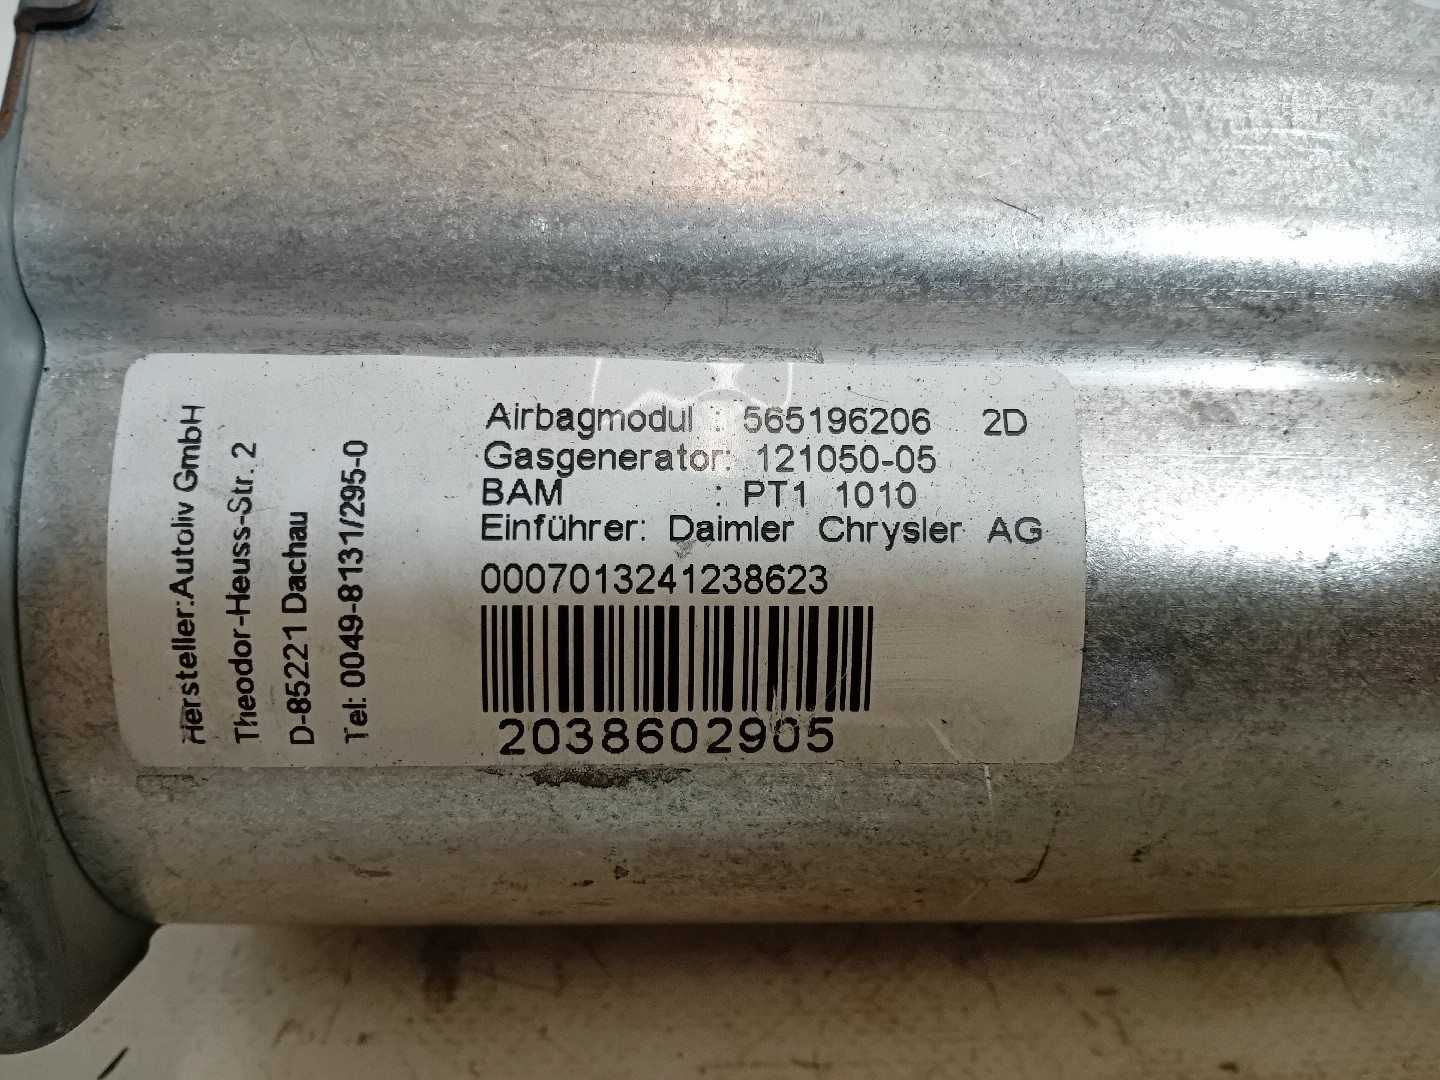 Hersteller:Autoliv GmbH
Theodor-Heuss-Str. 2
D-85221 Dachau
Tel: 0049-8131/295-0
Airbagmodul : 565196206 2D
Gasgenerator: 121050-05
BAM : PT1 1010
Einführer: Daimler Chrysler AG
0007013241238623
2038602905